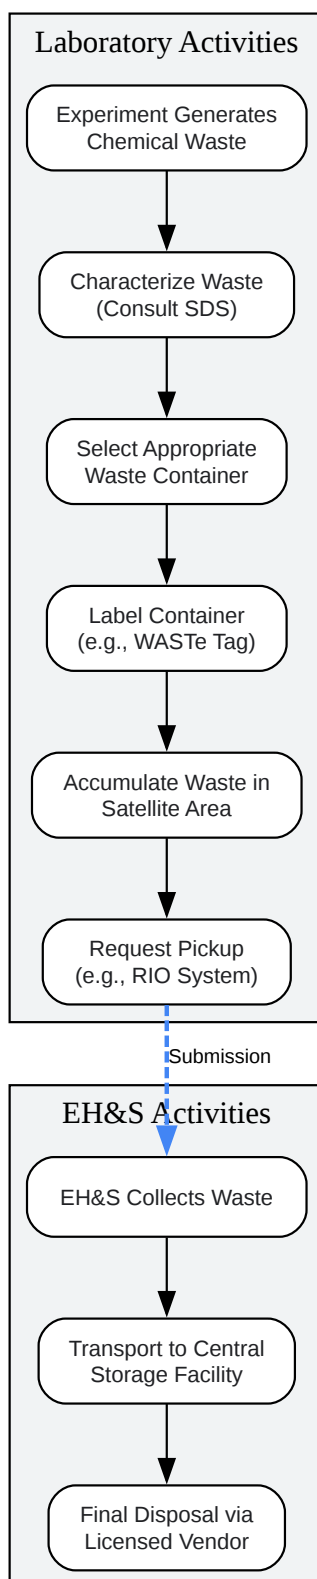 Laboratory Activities
Experiment Generates
Chemical Waste
Characterize Waste
(Consult SDS)
Select Appropriate
Waste Container
Label Container
(e.g., WASTe Tag)
Accumulate Waste in
Satellite Area
Request Pickup
(e.g., RIO System)
Submission
EH&S Activities
EH&S Collects Waste
Transport to Central
Storage Facility
Final Disposal via
Licensed Vendor